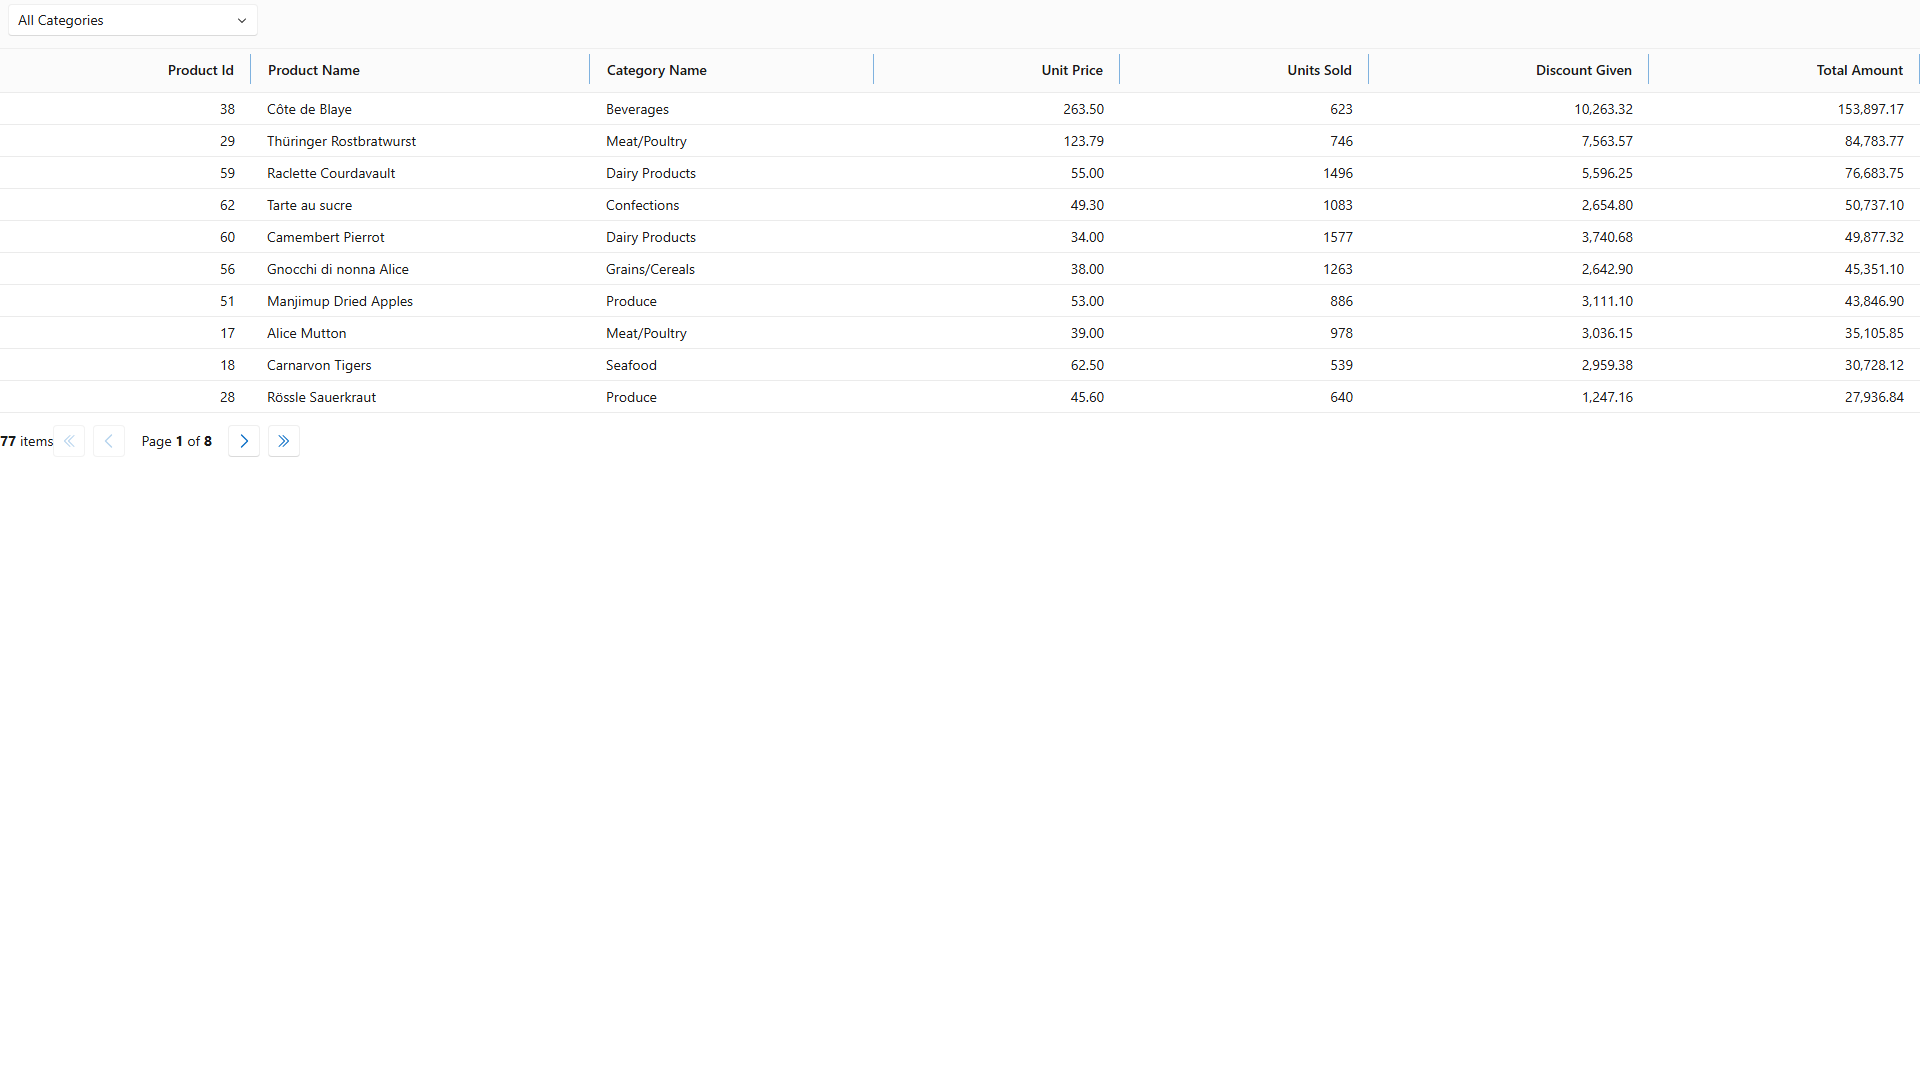 All Categories
Product Id Product Name Category Name Unit Price Units Sold Discount Given Total Amount
38 Côte de Blaye Beverages 263.50 623 10,263.32 153,897.17
29 Thüringer Rostbratwurst Meat/Poultry 123.79 746 7,563.57 84,783.77
59 Raclette Courdavault Dairy Products 55.00 1496 5,596.25 76,683.75
62 Tarte au sucre Confections 49.30 1083 2,654.80 50,737.10
60 Camembert Pierrot Dairy Products 34.00 1577 3,740.68 49,877.32
56 Gnocchi di nonna Alice Grains/Cereals 38.00 1263 2,642.90 45,351.10
51 Manjimup Dried Apples Produce 53.00 886 3,111.10 43,846.90
17 Alice Mutton Meat/Poultry 39.00 978 3,036.15 35,105.85
18 Carnarvon Tigers Seafood 62.50 539 2,959.38 30,728.12
28 Rössle Sauerkraut Produce 45.60 640 1,247.16 27,936.84
77 items Page 1 of 8